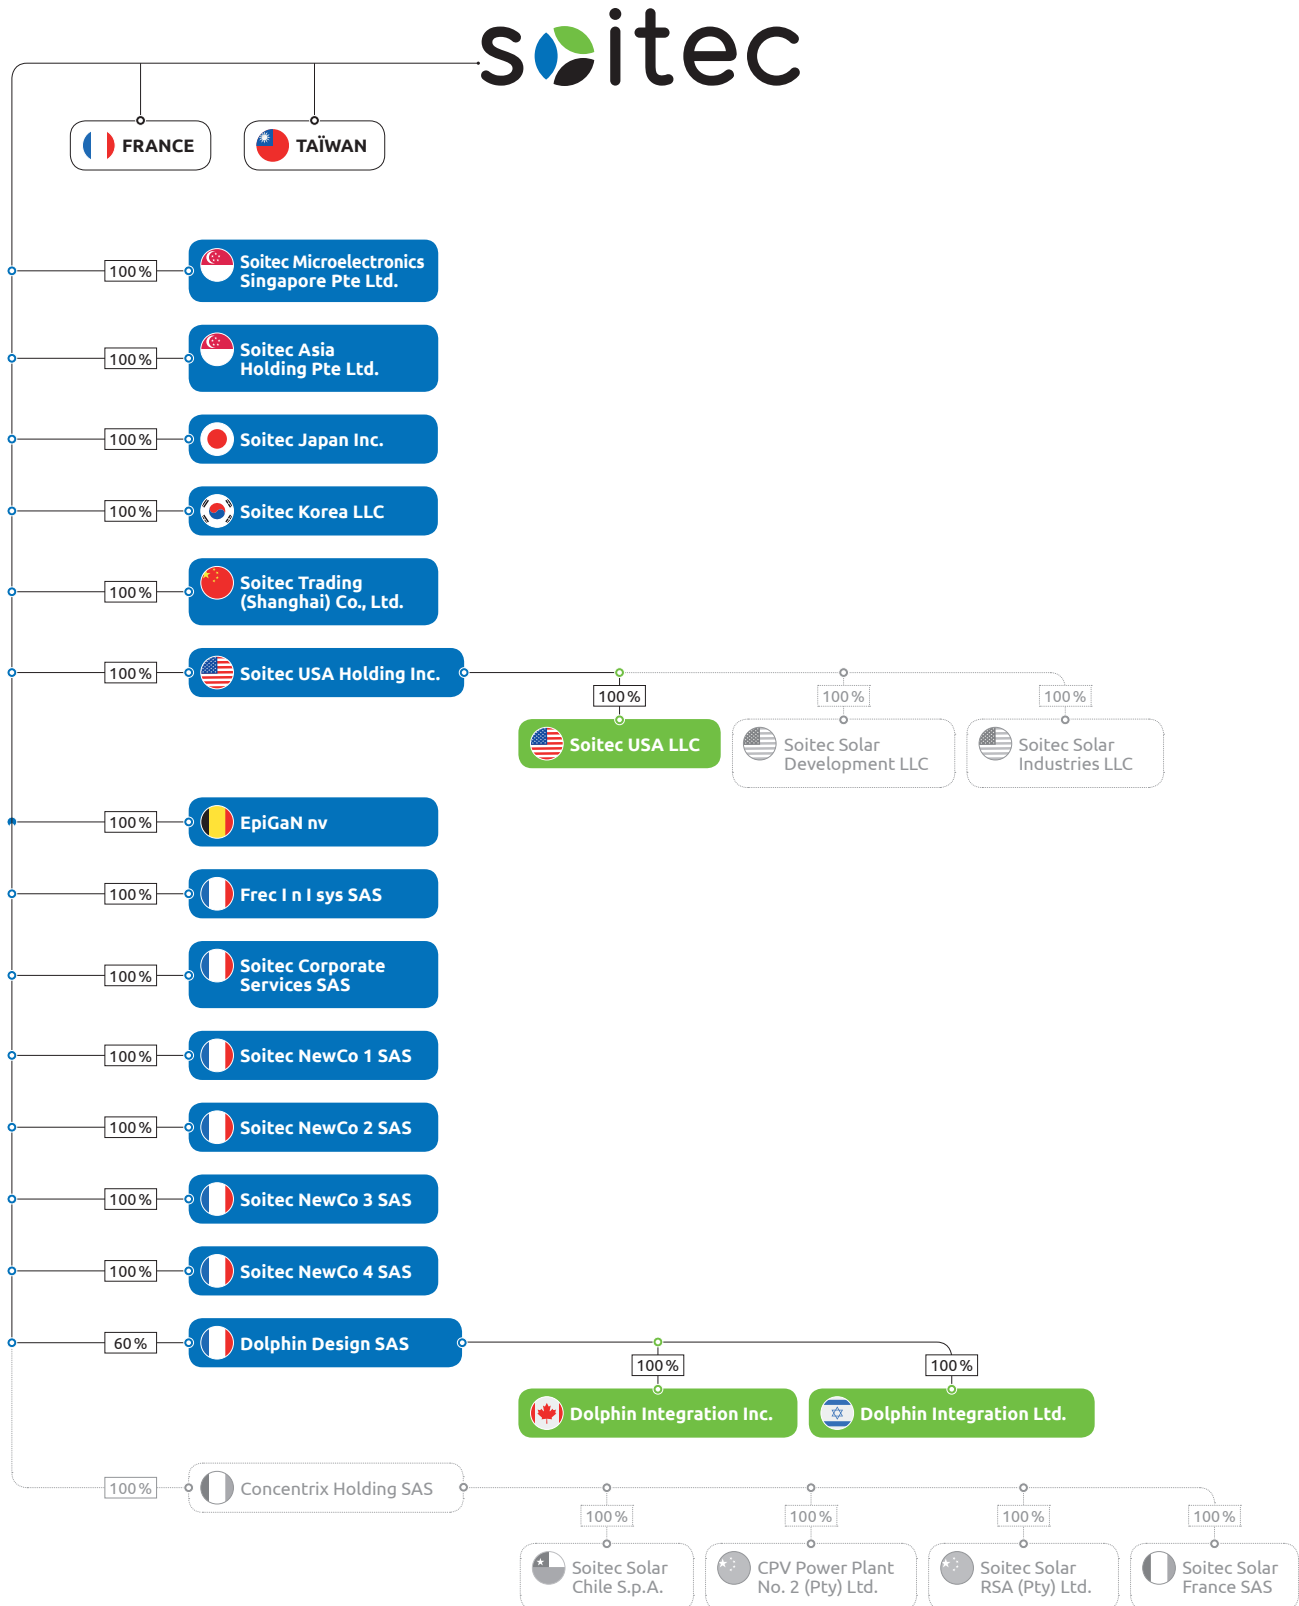 soitec
FRANCE
TAÏWAN
100 %
Soitec Microelectronics
Singapore Pte Ltd.
100 %
Soitec Asia
Holding Pte Ltd.
100 %
Soitec Japan Inc.
100 %
Soitec Korea LLC
100 %
Soitec Trading
(Shanghai) Co., Ltd.
100 %
Soitec USA Holding Inc.
100 %
Soitec USA LLC
100 %
Soitec Solar
Development LLC
100 %
Soitec Solar
Industries LLC
100 %
EpiGaN nv
100 %
Frec I n I sys SAS
100 %
Soitec Corporate
Services SAS
100 %
Soitec NewCo 1 SAS
100 %
Soitec NewCo 2 SAS
100 %
Soitec NewCo 3 SAS
100 %
Soitec NewCo 4 SAS
60 %
Dolphin Design SAS
100 %
Dolphin Integration Inc.
100 %
Dolphin Integration Ltd.
100 %
Concentrix Holding SAS
100 %
Soitec Solar
Chile S.p.A.
100 %
CPV Power Plant
No. 2 (Pty) Ltd.
100 %
Soitec Solar
RSA (Pty) Ltd.
100 %
Soitec Solar
France SAS